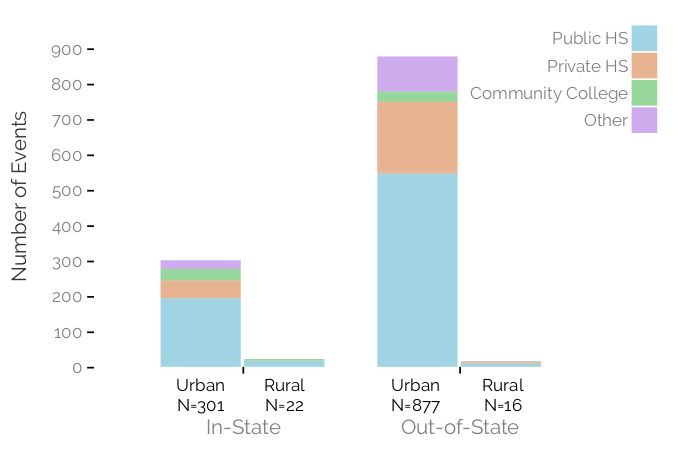 Number of Events
900
800
700
600
500
400
300
200
100
0
Public HS
Private HS
Community College
Other
Urban Rural Urban Rural
N=301 N=22 N=877 N=16
In-State Out-of-State